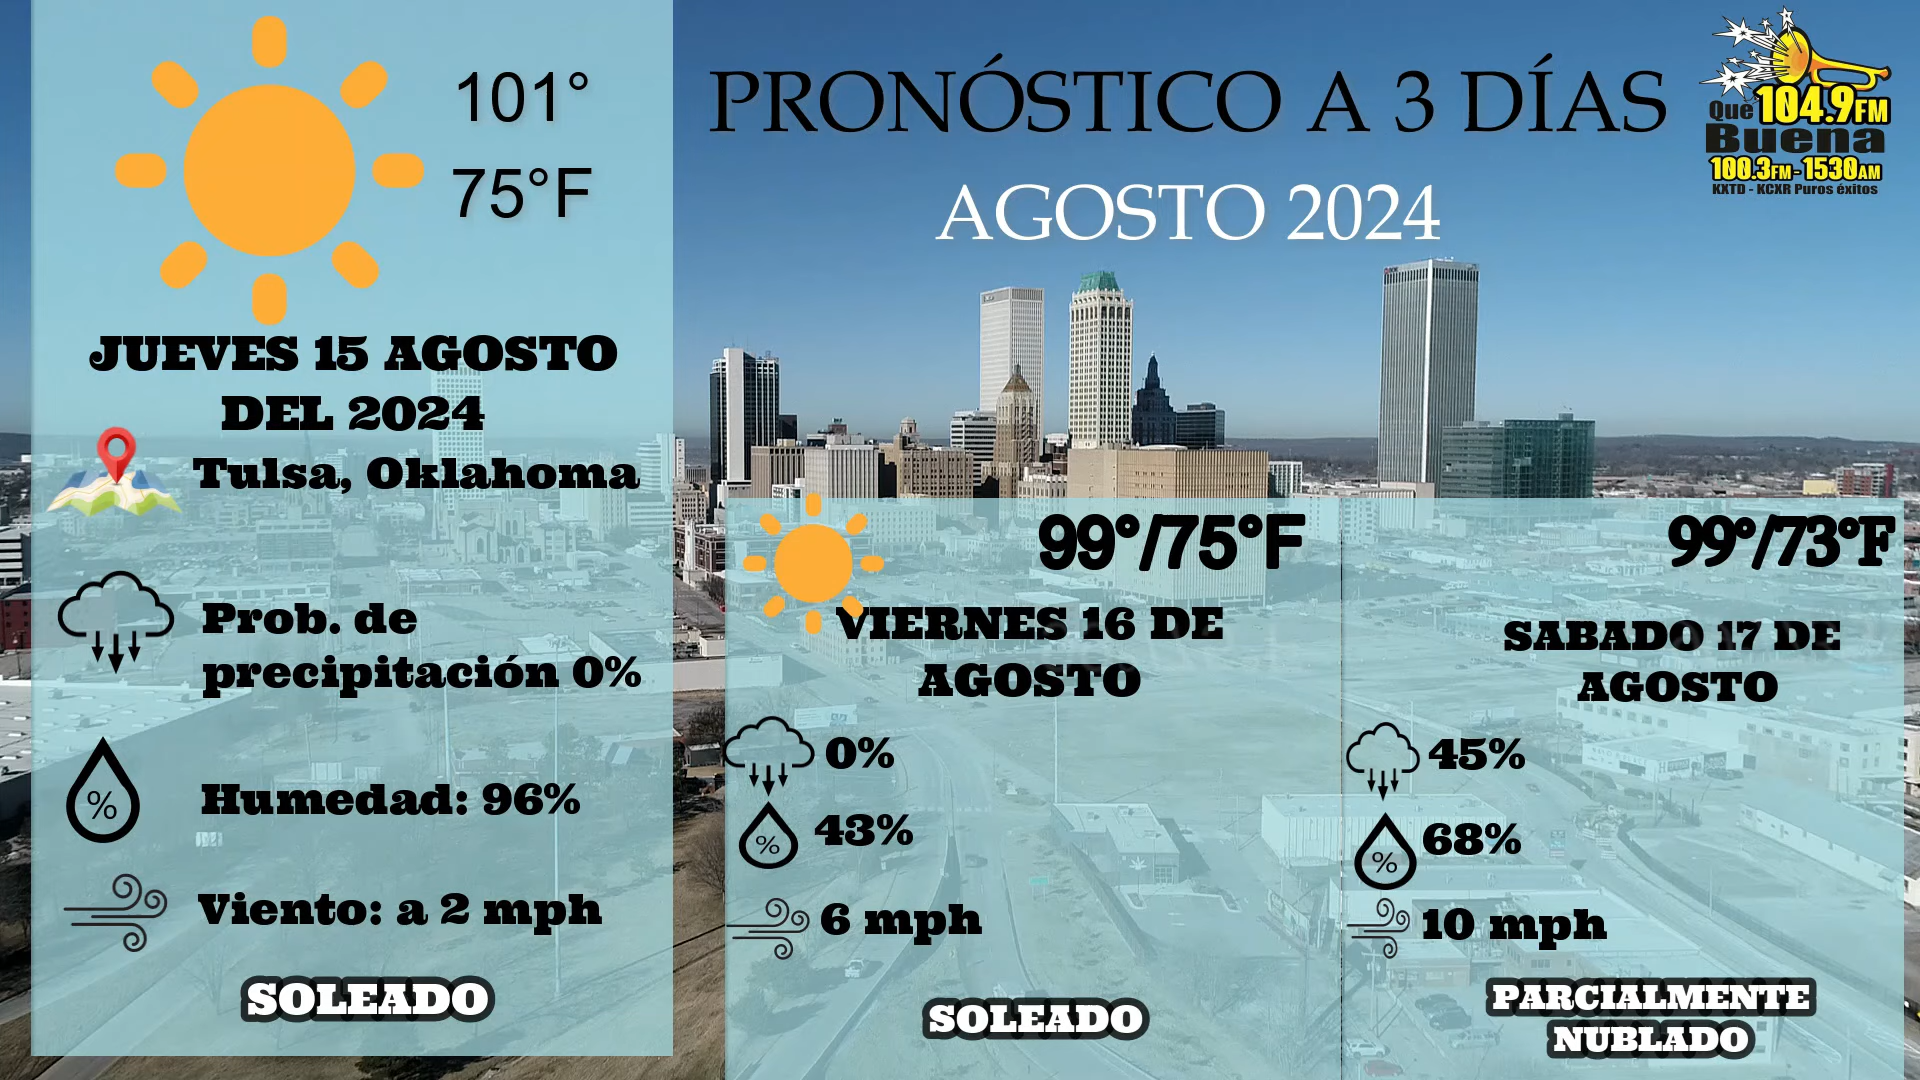 101°
75°F
JUEVES 15 AGOSTO
DEL 2024
Tulsa, Oklahoma
Prob. de
precipitación 0%
%
Humedad: 96%
Viento: a 2 mph
SOLEADO
PRONÓSTICO A 3 DÍAS
AGOSTO 2024
Que 104.9FM
Buena
100.3FM-1530AM
KXTD - KCXR Puros éxitos
99°/75°F
VIERNES 16 DE
AGOSTO
0%
%
43%
6 mph
SOLEADO
99°/73°F
SABADO 17 DE
AGOSTO
45%
%
68%
10 mph
PARCIALMENTE
NUBLADO